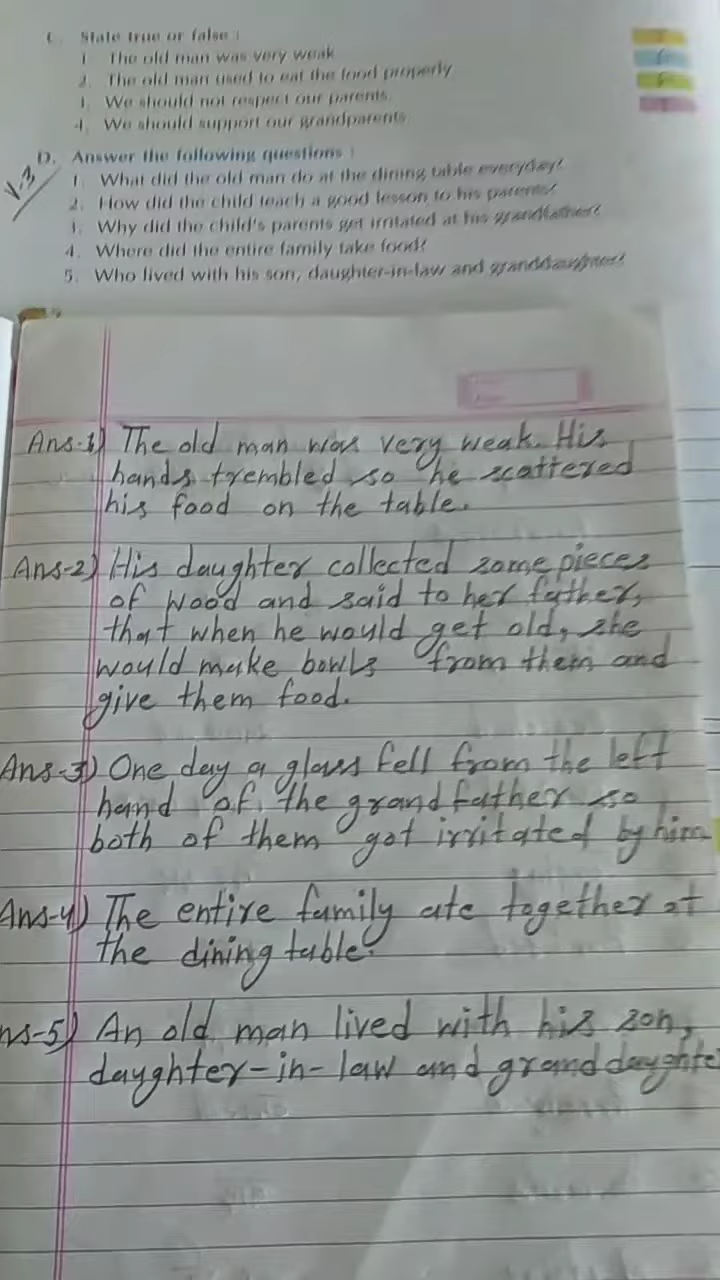 C. State true or false :
1. The old man was very weak
2. The old man used to eat the food properly
3. We should not respect our parents.
4. We should support our grandparents
V-3
D. Answer the following questions :
1. What did the old man do at the dining table everyday?
2. How did the child teach a good lesson to his parents?
3. Why did the child's parents get irritated at his grandfather?
4. Where did the entire family take food?
5. Who lived with his son, daughter-in-law and granddaughter?
Ans-1) The old man was very weak. His
hands trembled so he scattered
his food on the table.
Ans-2) His daughter collected some pieces
of wood and said to her father,
that when he would get old, she
would make bowls from them and
give them food.
Ans-3) One day a glass fell from the left
hand of the grandfather so
both of them got irritated by him
Ans-4) The entire family ate together at
the dining table.
ns-5) An old man lived with his son,
daughter-in-law and granddaughte